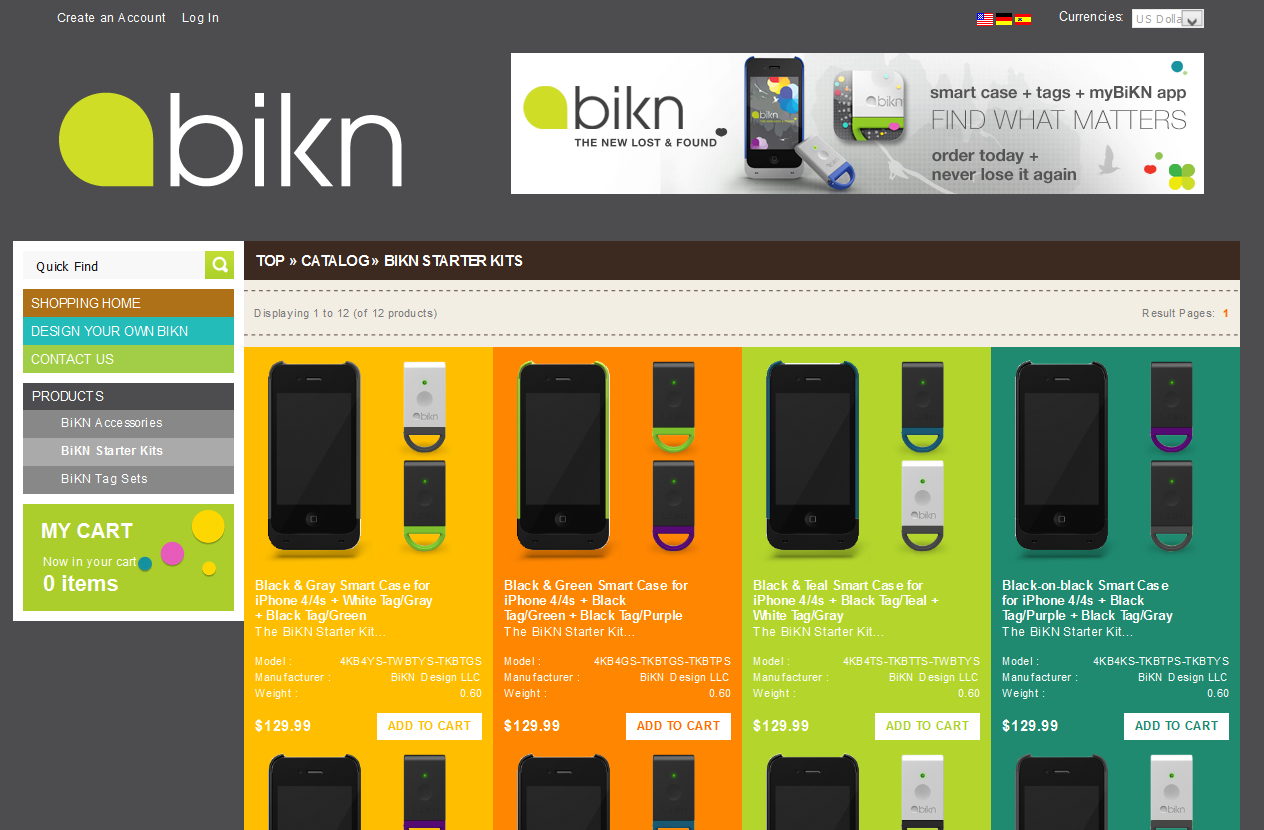 Create an Account Log In
Currencies: US Dolla
bikn
bikn
THE NEW LOST & FOUND
bikn
bikn
smart case + tags + myBiKN app
FIND WHAT MATTERS
order today +
never lose it again
Quick Find
SHOPPING HOME
DESIGN YOUR OWN BIKN
CONTACT US
PRODUCTS
BiKN Accessories
BiKN Starter Kits
BiKN Tag Sets
MY CART
Now in your cart
0 items
TOP » CATALOG » BIKN STARTER KITS
Displaying 1 to 12 (of 12 products)
Result Pages: 1
bikn
Black & Gray Smart Case for
iPhone 4/4s + White Tag/Gray
+ Black Tag/Green
The BiKN Starter Kit...
Model : 4KB4YS-TWBTYS-TKBTGS
Manufacturer : BiKN Design LLC
Weight : 0.60
$129.99 ADD TO CART
Black & Green Smart Case for
iPhone 4/4s + Black
Tag/Green + Black Tag/Purple
The BiKN Starter Kit...
Model : 4KB4GS-TKBTGS-TKBTPS
Manufacturer : BiKN Design LLC
Weight : 0.60
$129.99 ADD TO CART
bikn
Black & Teal Smart Case for
iPhone 4/4s + Black Tag/Teal +
White Tag/Gray
The BiKN Starter Kit...
Model : 4KB4TS-TKBTTS-TWBTYS
Manufacturer : BiKN Design LLC
Weight : 0.60
$129.99 ADD TO CART
Black-on-black Smart Case
for iPhone 4/4s + Black
Tag/Purple + Black Tag/Gray
The BiKN Starter Kit...
Model : 4KB4KS-TKBTPS-TKBTYS
Manufacturer : BiKN Design LLC
Weight : 0.60
$129.99 ADD TO CART
bikn